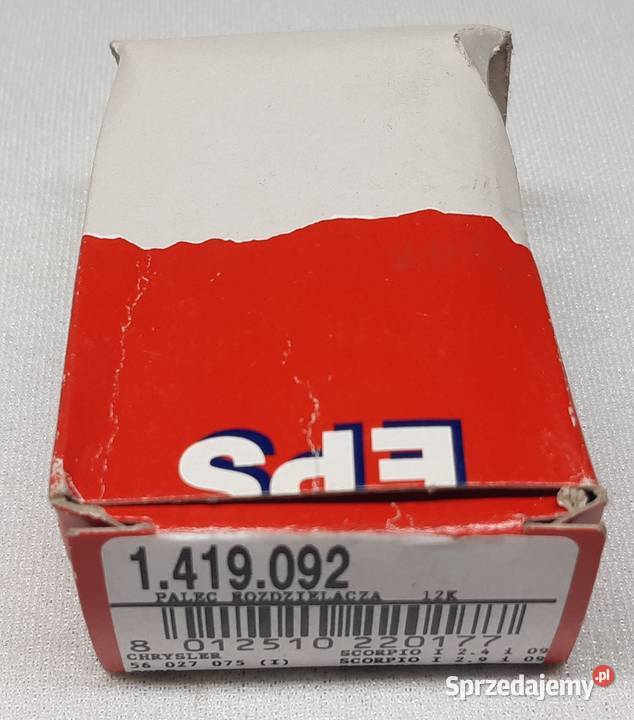 EPS
1.419.092
PALEC ROZDZIELACZA 12K
8 012510 220177
CHRYSLER SCORPIO I 2.4 i 09
56 027 075 (I) SCORPIO I 2.9 i 09
Sprzedajemy.pl